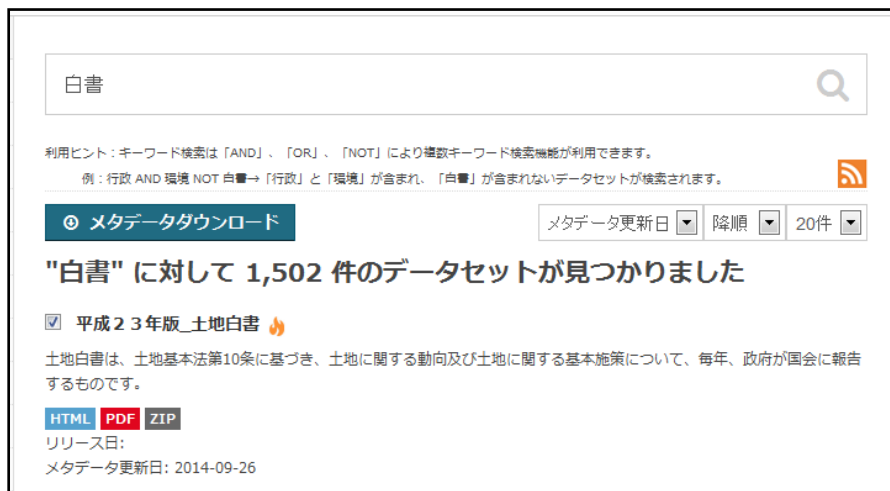 白書
利用ヒント：キーワード検索は「AND」、「OR」、「NOT」により複数キーワード検索機能が利用できます。
例：行政 AND 環境 NOT 白書→「行政」と「環境」が含まれ、「白書」が含まれないデータセットが検索されます。
メタデータダウンロード メタデータ更新日 降順 20件
"白書" に対して 1,502 件のデータセットが見つかりました
平成２３年版_土地白書
土地白書は、土地基本法第10条に基づき、土地に関する動向及び土地に関する基本施策について、毎年、政府が国会に報告
するものです。
HTML PDF ZIP
リリース日:
メタデータ更新日: 2014-09-26